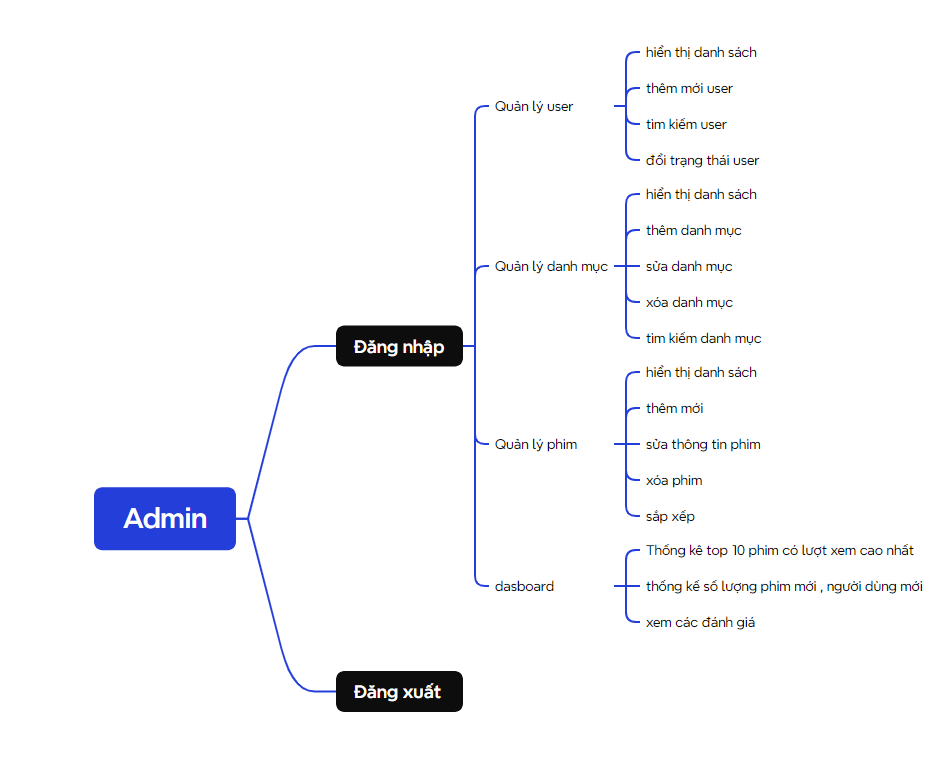 Admin
Đăng nhập
Quản lý user
hiển thị danh sách
thêm mới user
tìm kiếm user
đổi trạng thái user
Quản lý danh mục
hiển thị danh sách
thêm danh mục
sửa danh mục
xóa danh mục
tìm kiếm danh mục
Quản lý phim
hiển thị danh sách
thêm mới
sửa thông tin phim
xóa phim
sắp xếp
dasboard
Thống kê top 10 phim có lượt xem cao nhất
thống kế số lượng phim mới , người dùng mới
xem các đánh giá
Đăng xuất